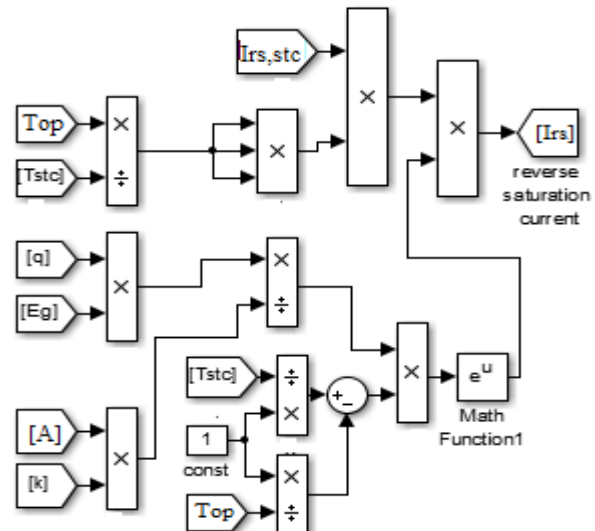 Irs,stc
×
Top
×
÷
[Tstc]
×
×
[Irs]
reverse
saturation
current
[q]
[Eg]
×
×
÷
[Tstc]
÷
×
+
-
×
e^u
Math
Function1
[A]
[k]
×
1
const
×
÷
Top